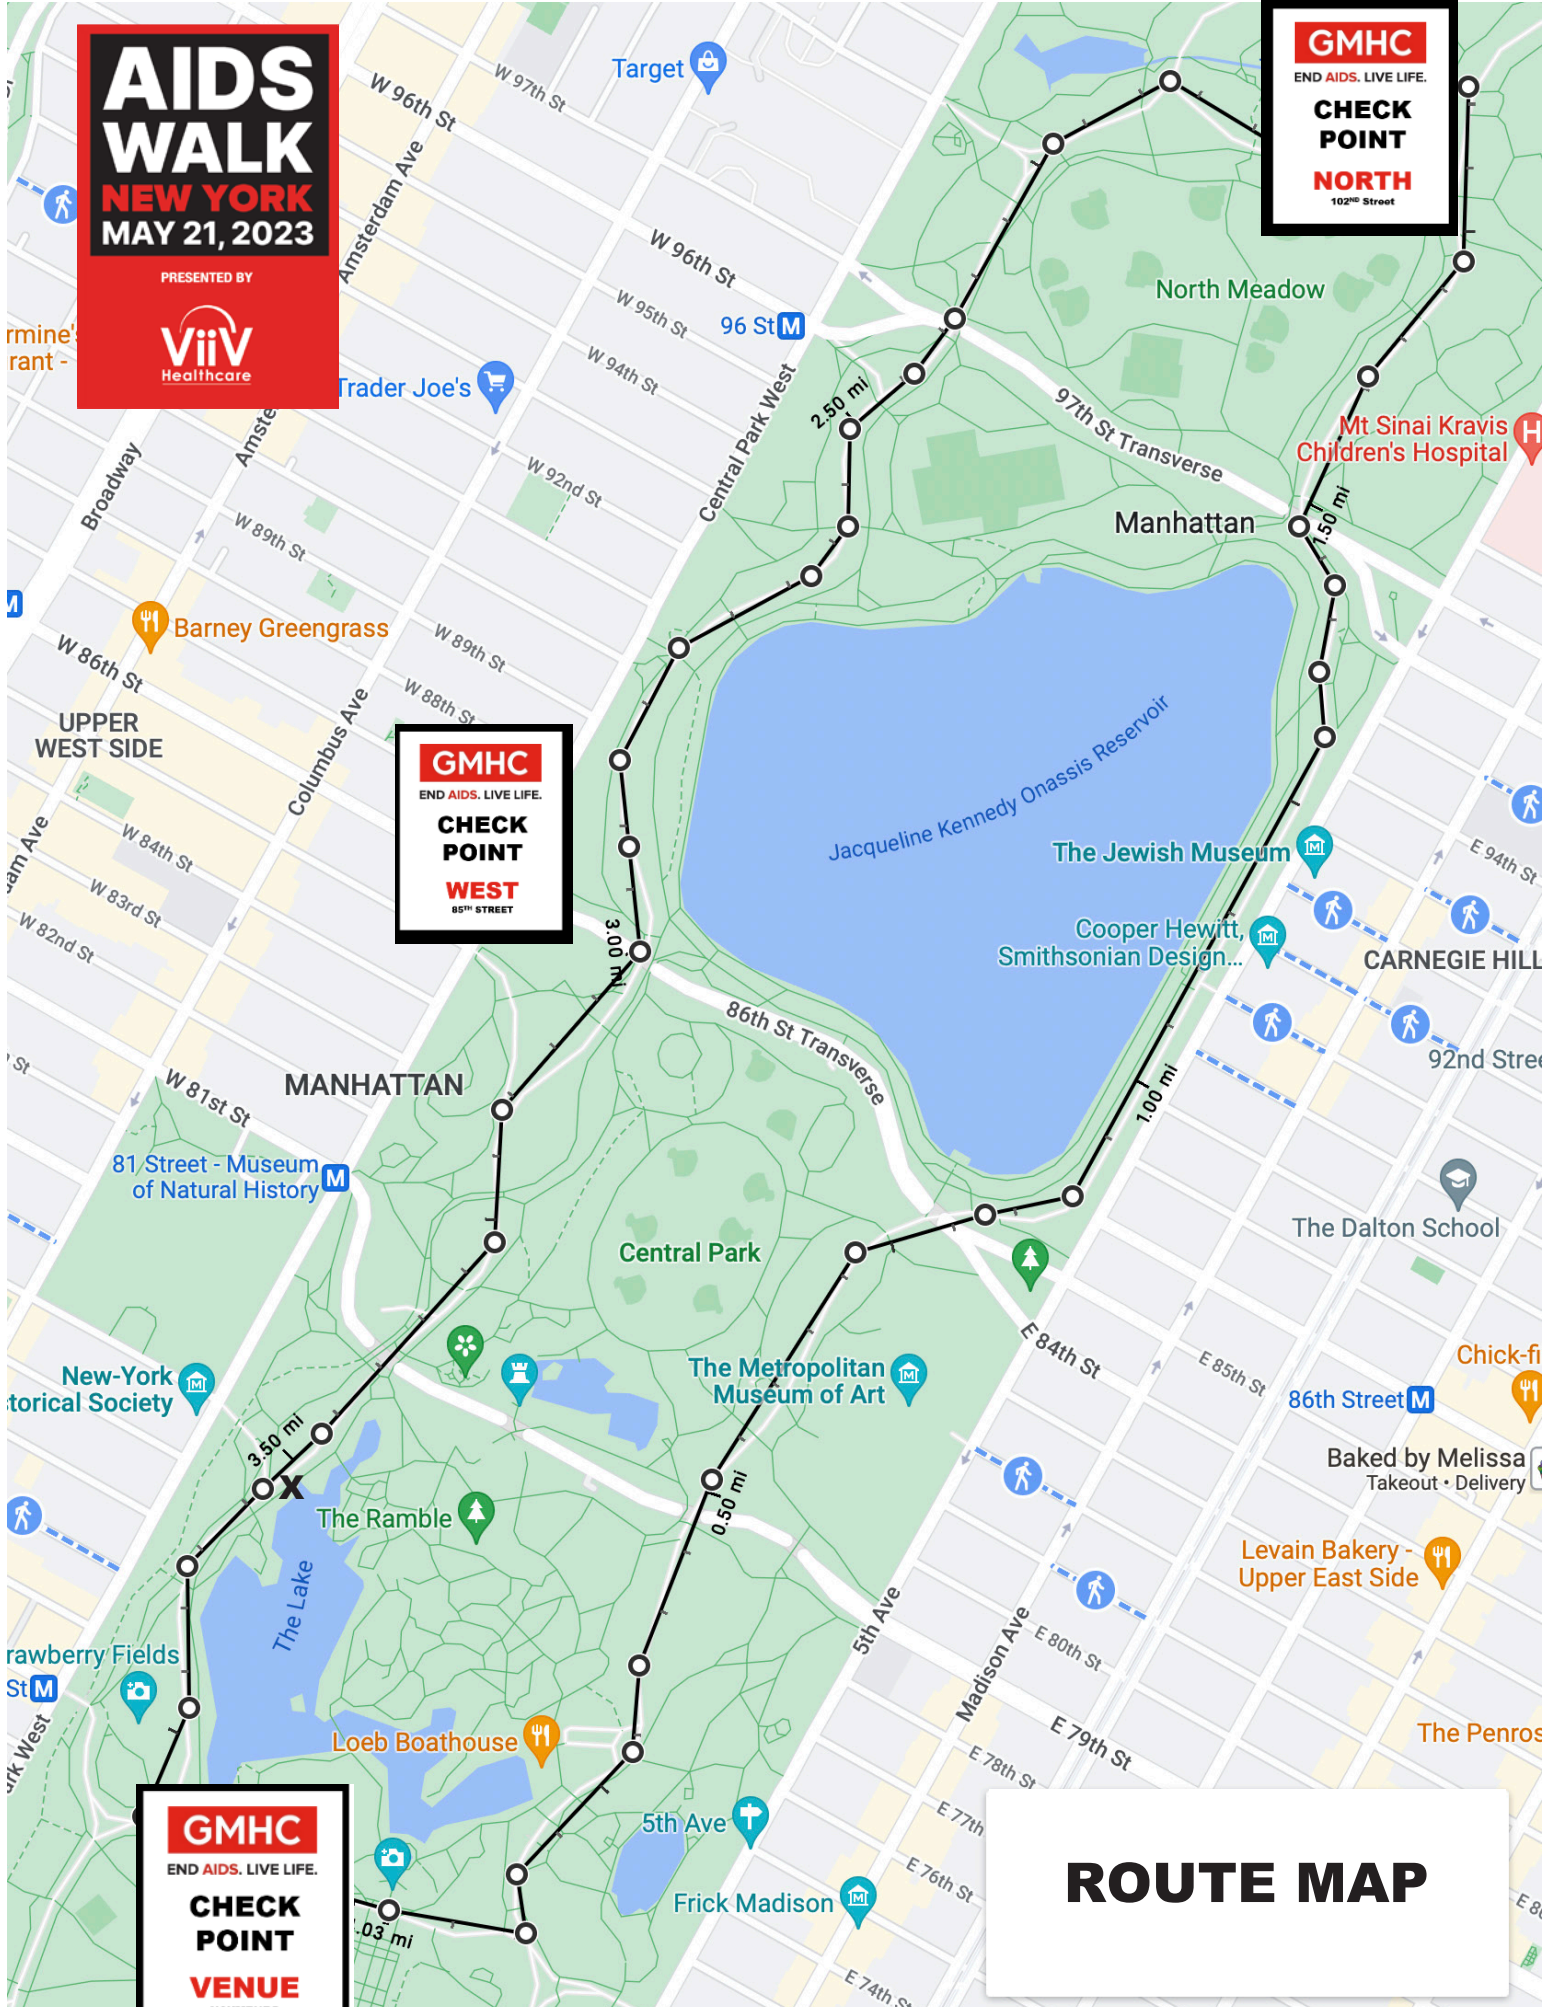 AIDS
WALK
NEW YORK
MAY 21, 2023
PRESENTED BY
ViiV
Healthcare
GMHC
END AIDS. LIVE LIFE.
CHECK
POINT
NORTH
102ND Street
Target
W 97th St
W 96th St
Amsterdam Ave
W 96th St
W 95th St
96 St M
W 94th St
Trader Joe's
Central Park West
2.50 mi
North Meadow
97th St Transverse
Mt Sinai Kravis
Children's Hospital
H
1.50 mi
Manhattan
Broadway
W 92nd St
W 89th St
M
Barney Greengrass
W 89th St
W 86th St
W 88th St
UPPER
WEST SIDE
Columbus Ave
GMHC
END AIDS. LIVE LIFE.
CHECK
POINT
WEST
85TH STREET
3.00 mi
Jacqueline Kennedy Onassis Reservoir
The Jewish Museum
Cooper Hewitt,
Smithsonian Design...
E 94th St
CARNEGIE HILL
W 84th St
W 83rd St
W 82nd St
86th St Transverse
1.00 mi
MANHATTAN
W 81st St
81 Street - Museum
of Natural History M
The Dalton School
Central Park
E 84th St
E 85th St
86th Street M
The Metropolitan
Museum of Art
New-York
3.50 mi
X
The Ramble
0.50 mi
Baked by Melissa
Takeout • Delivery
Levain Bakery -
Upper East Side
The Lake
5th Ave
Madison Ave
E 80th St
E 79th St
E 78th St
E 77th
E 76th St
E 74th St
St M
Loeb Boathouse
5th Ave
Frick Madison
GMHC
END AIDS. LIVE LIFE.
CHECK
POINT
VENUE
.03 mi
ROUTE MAP